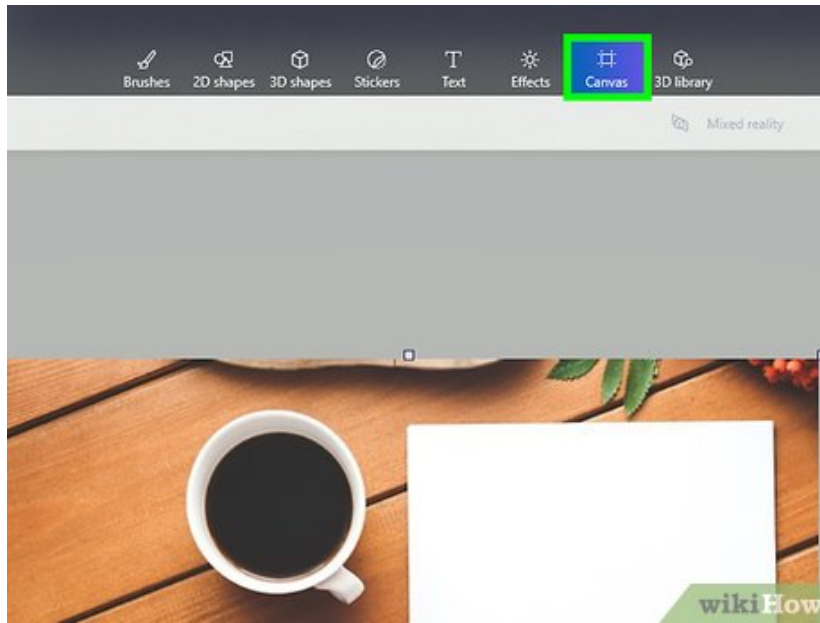 Brushes 2D shapes 3D shapes Stickers Text Effects Canvas 3D library
Mixed reality
wikiHow